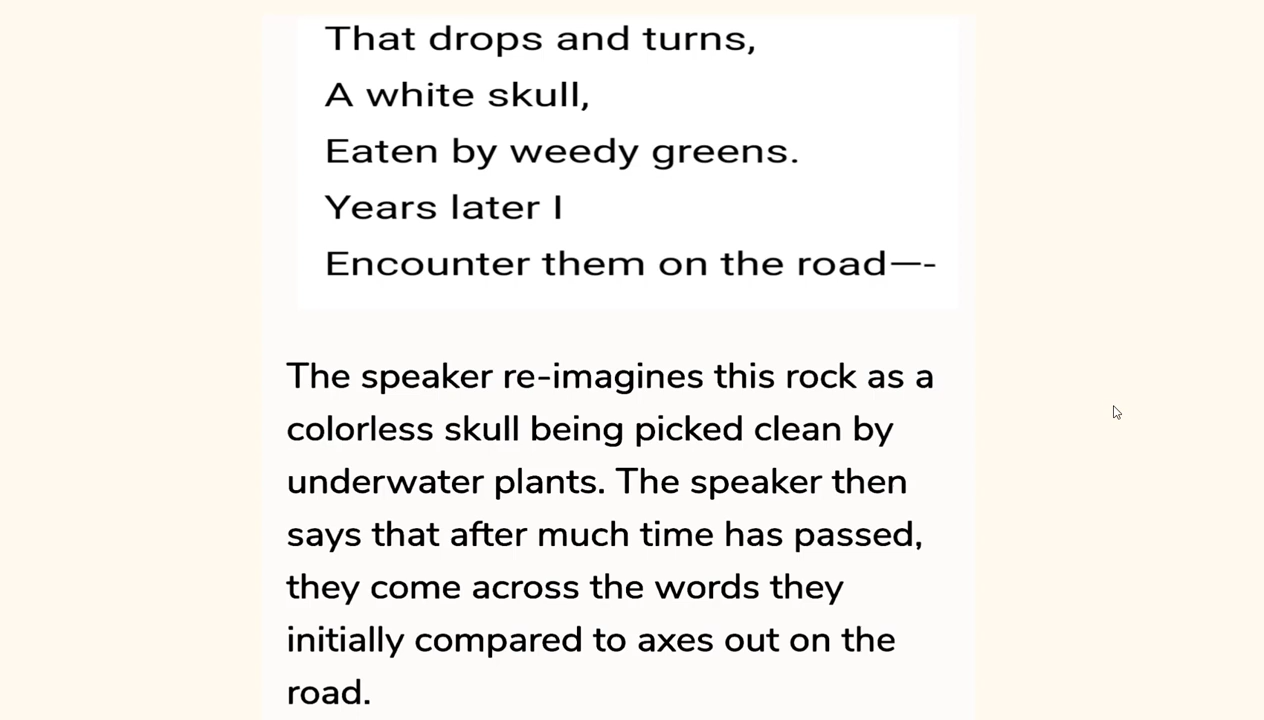 That drops and turns,
A white skull,
Eaten by weedy greens.
Years later I
Encounter them on the road—-
The speaker re-imagines this rock as a
colorless skull being picked clean by
underwater plants. The speaker then
says that after much time has passed,
they come across the words they
initially compared to axes out on the
road.